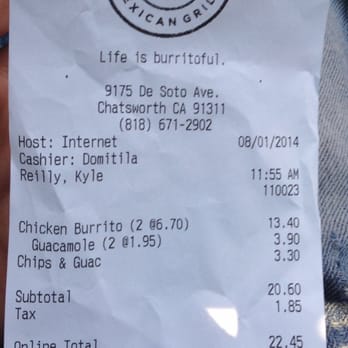 MEXICAN GRILL
Life is burritoful.
9175 De Soto Ave.
Chatsworth CA 91311
(818) 671-2902
Host: Internet 08/01/2014
Cashier: Domitila
Reilly, Kyle 11:55 AM
110023
Chicken Burrito (2 @6.70) 13.40
Guacamole (2 @1.95) 3.90
Chips & Guac 3.30
Subtotal 20.60
Tax 1.85
Online Total 22.45